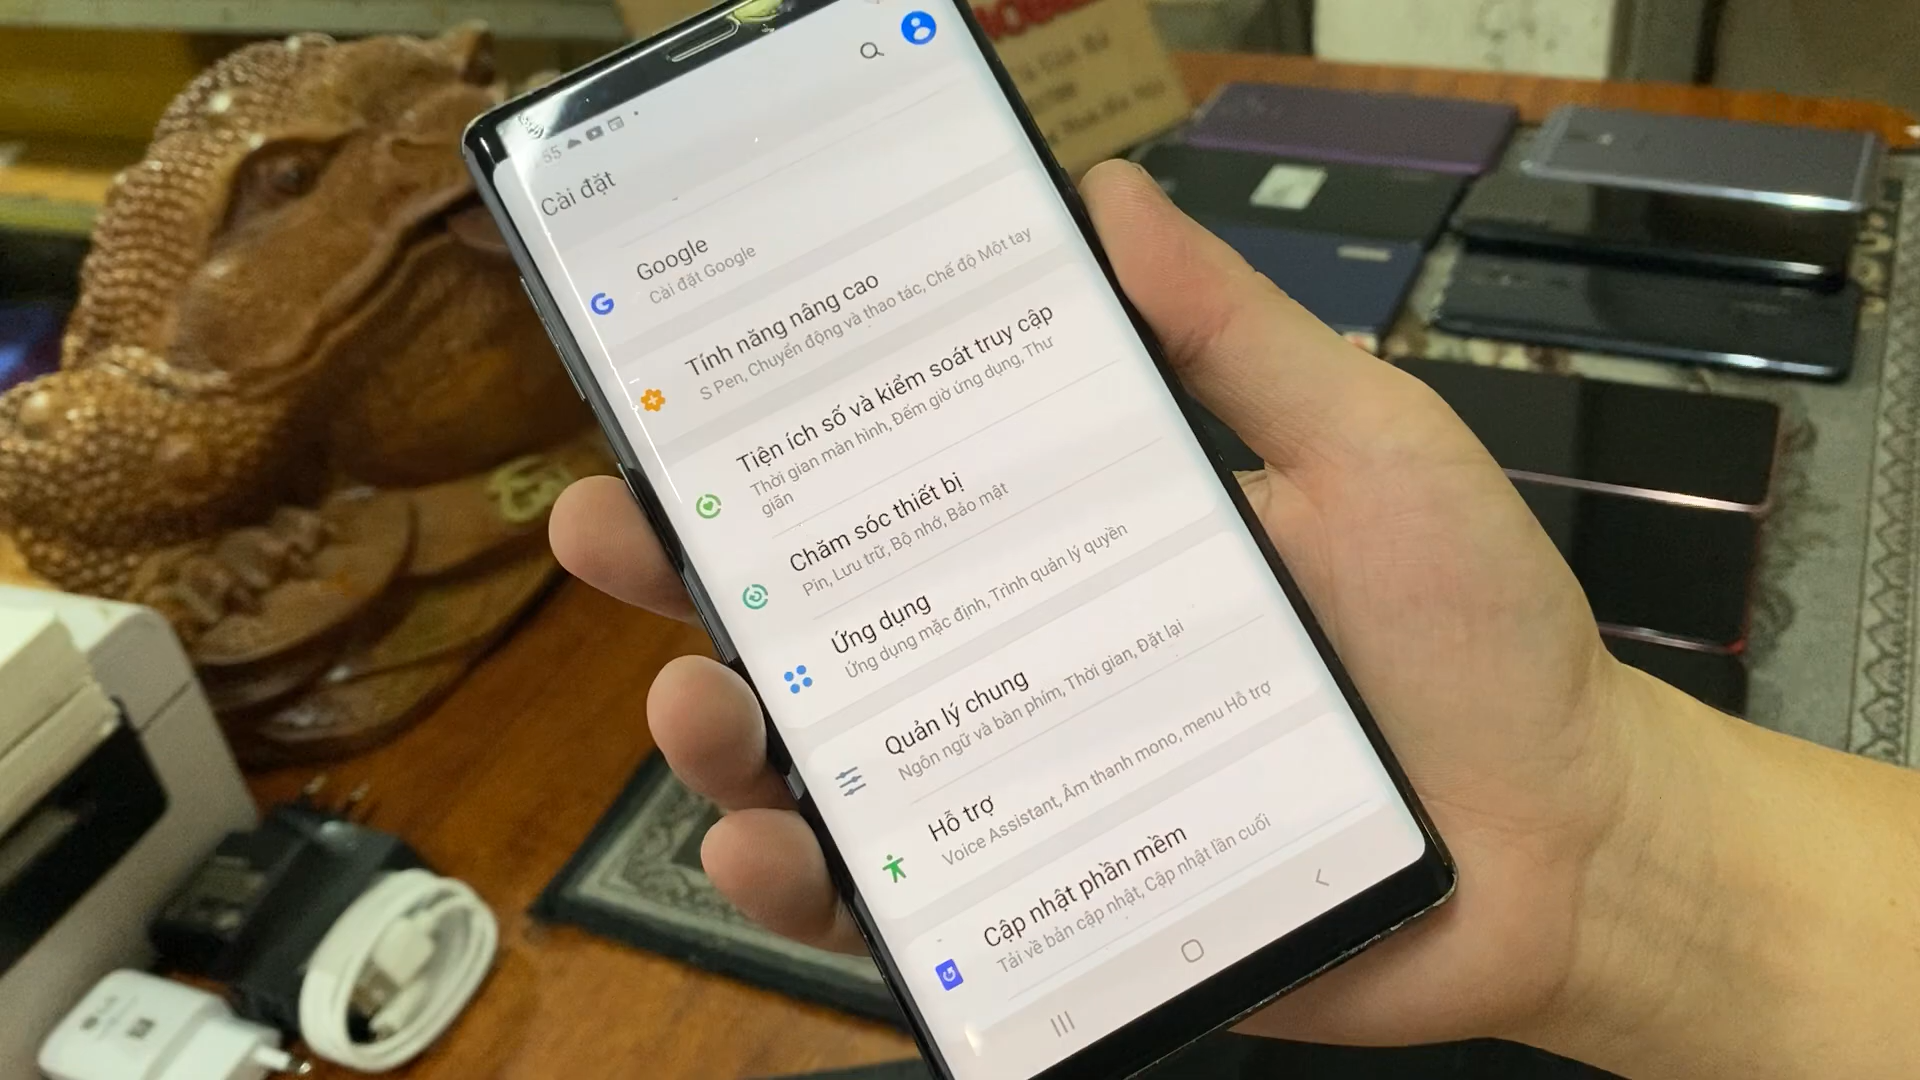 55
Cài đặt
Google
Cài đặt Google
Tính năng nâng cao
S Pen, Chuyển động và thao tác, Chế độ Một tay
Tiện ích số và kiểm soát truy cập
Thời gian màn hình, Đếm giờ ứng dụng, Thư
giãn
Chăm sóc thiết bị
Pin, Lưu trữ, Bộ nhớ, Bảo mật
Ứng dụng
Ứng dụng mặc định, Trình quản lý quyền
Quản lý chung
Ngôn ngữ và bàn phím, Thời gian, Đặt lại
Hỗ trợ
Voice Assistant, Âm thanh mono, menu Hỗ trợ
Cập nhật phần mềm
Tải về bản cập nhật, Cập nhật lần cuối